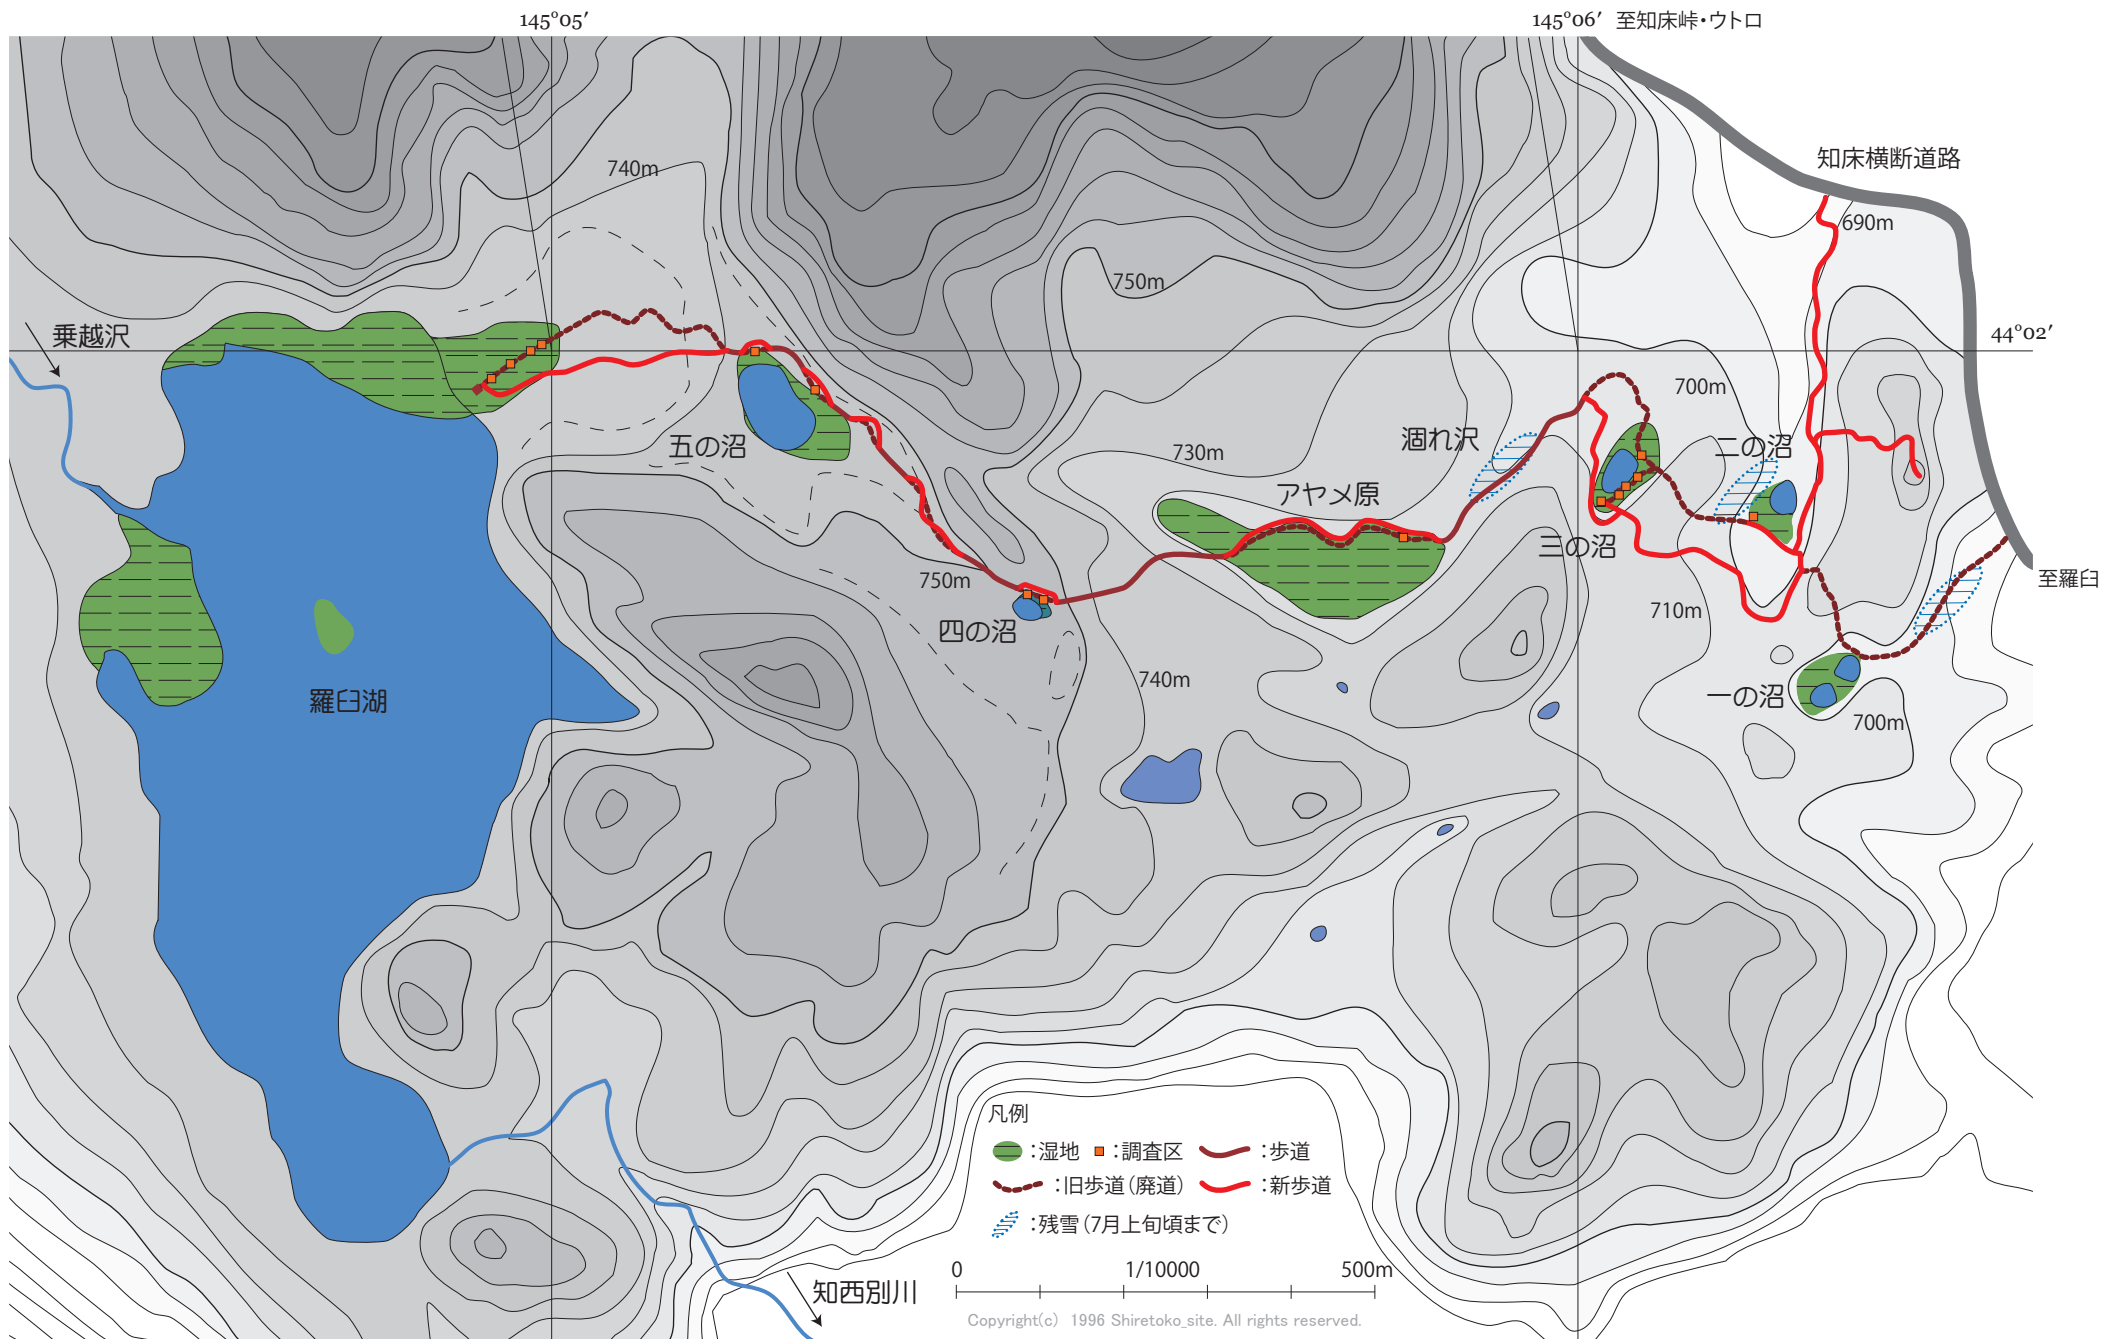 145°05′
145°06′ 至知床峠・ウトロ
知床横断道路
740m
690m
750m
乗越沢
44°02′
700m
五の沼
730m
涸れ沢
二の沼
アヤメ原
三の沼
750m
至羅臼
四の沼
710m
740m
羅臼湖
一の沼
700m
凡例
:湿地 :調査区 :歩道
:旧歩道(廃道) :新歩道
:残雪(7月上旬頃まで)
0 1/10000 500m
知西別川
Copyright(c) 1996 Shiretoko_site. All rights reserved.